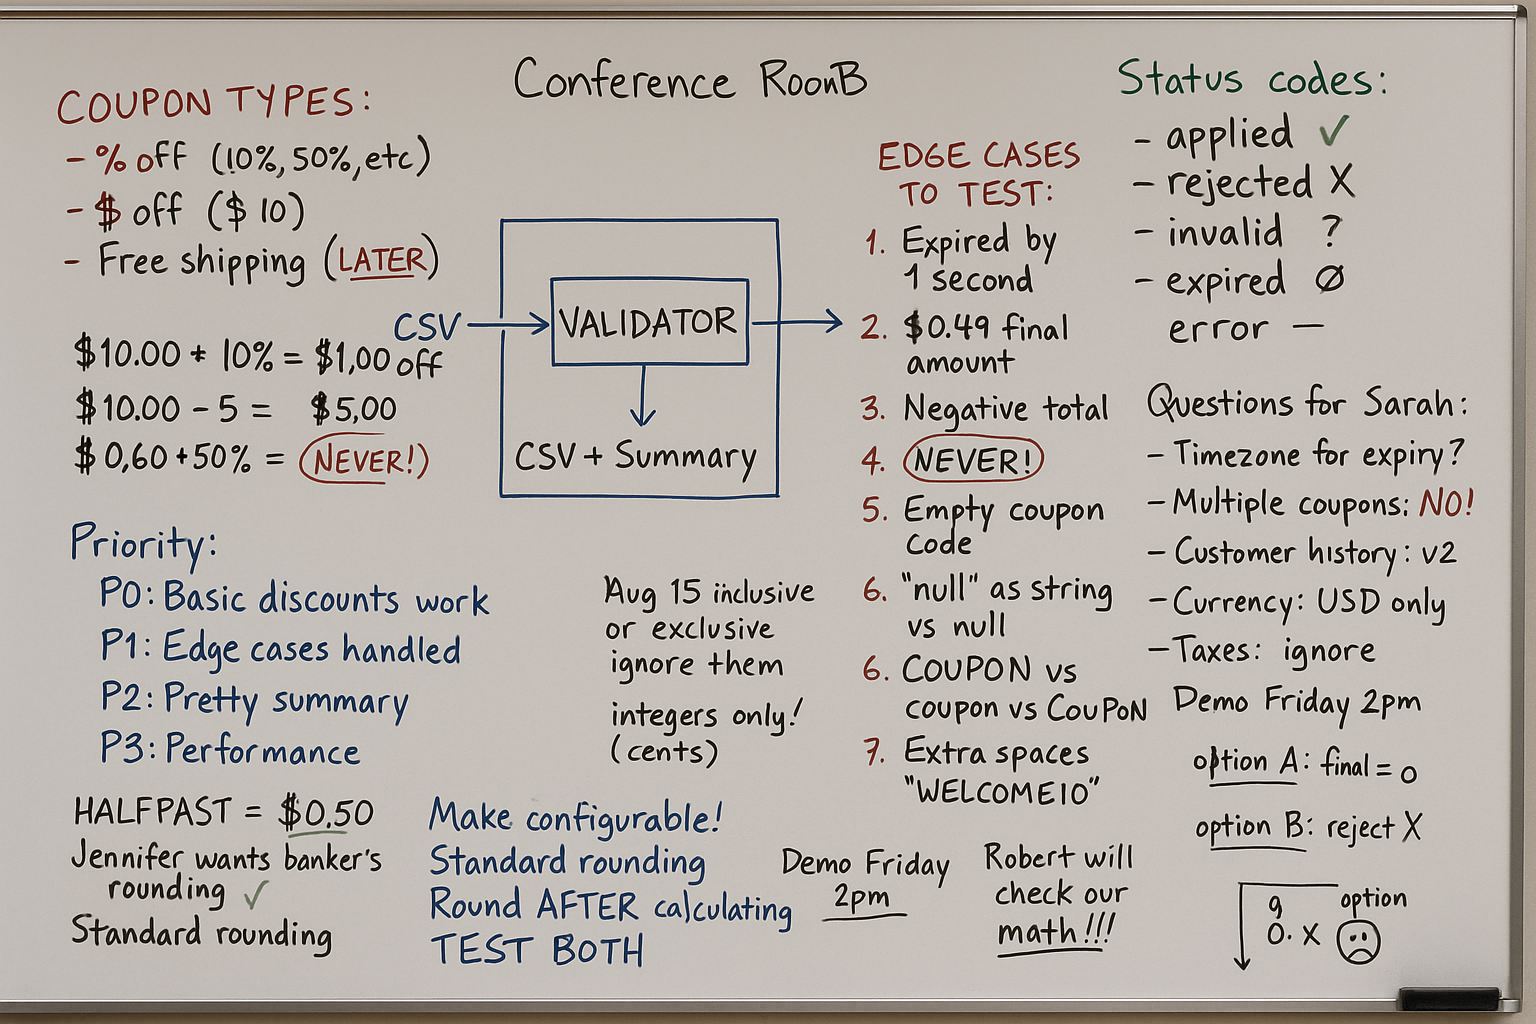 Conference RoomB
COUPON TYPES:
- % off (10%, 50%, etc)
- $ off ($ 10)
- Free shipping (LATER)
$10.00 * 10% = $1,00 off
$10.00 - 5 = $5,00
$ 0,60 + 50% = (NEVER!)
CSV
VALIDATOR
CSV + Summary
Priority:
P0: Basic discounts work
P1: Edge cases handled
P2: Pretty summary
P3: Performance
HALFPAST = $0.50
Jennifer wants banker's
rounding ✓
Standard rounding
Aug 15 inclusive
or exclusive
ignore them
integers only!
(cents)
Make configurable!
Standard rounding
Round AFTER calculating
TEST BOTH
Demo Friday
2pm
Robert will
check our
math!!!
EDGE CASES
TO TEST:
1. Expired by
1 second
2. $0.49 final
amount
3. Negative total
4. NEVER!
5. Empty coupon
code
6. "null" as string
vs null
6. COUPON vs
coupon vs CouPoN
7. Extra spaces
"WELCOME10"
Status codes:
- applied ✓
- rejected X
- invalid ?
- expired Ø
error —
Questions for Sarah:
- Timezone for expiry?
- Multiple coupons: NO!
- Customer history: v2
- Currency: USD only
- Taxes: ignore
Demo Friday 2pm
option A: final = 0
option B: reject X
9 option
0. X